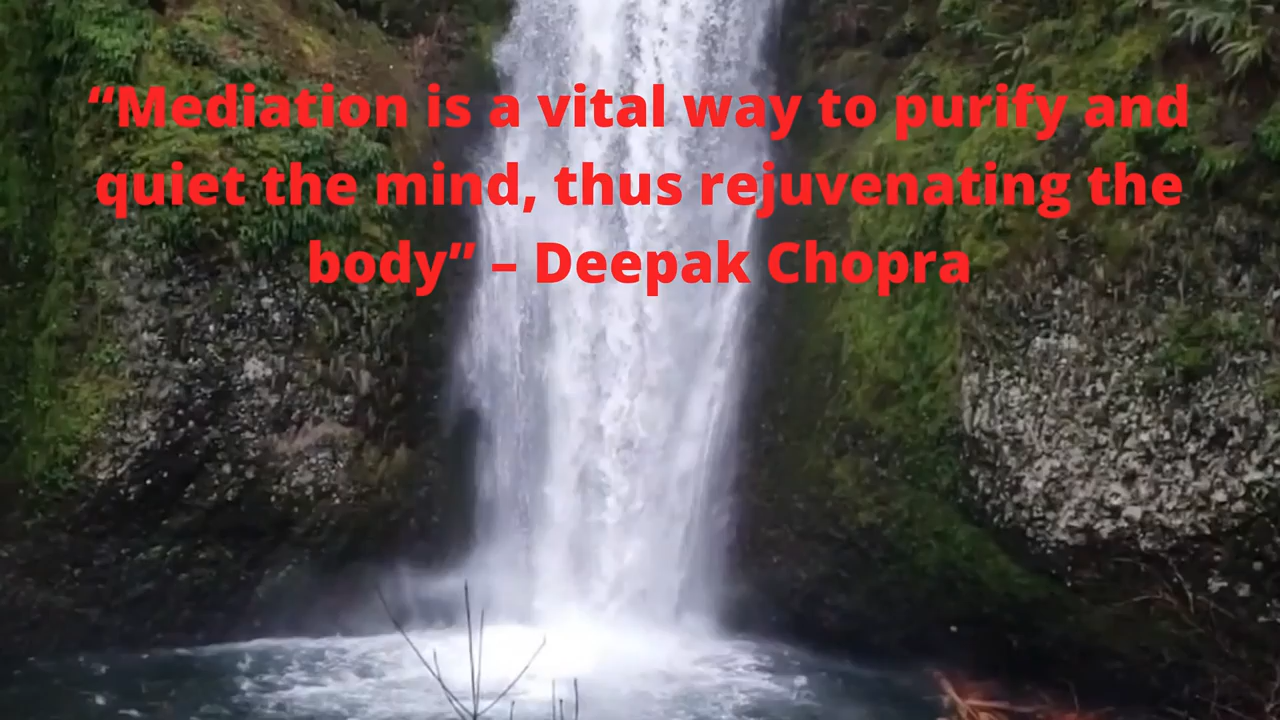 “Mediation is a vital way to purify and
quiet the mind, thus rejuvenating the
body” – Deepak Chopra